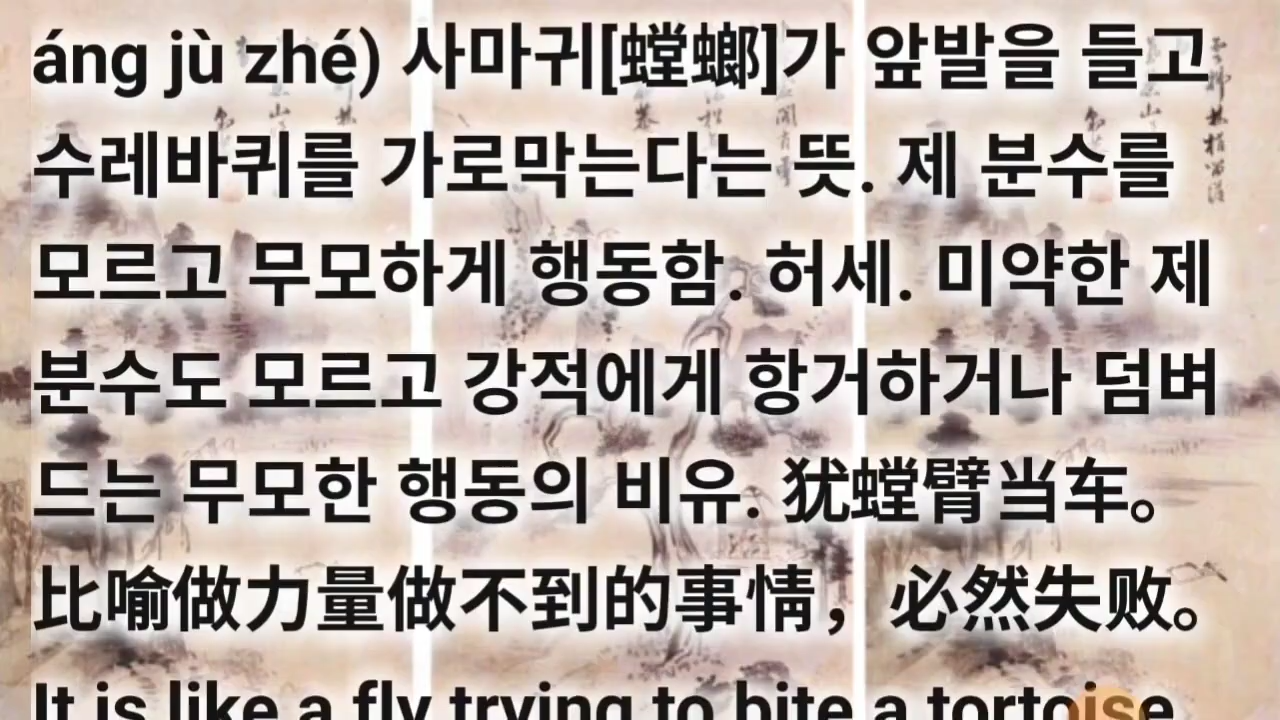 áng jù zhé) 사마귀[螳螂]가 앞발을 들고
수레바퀴를 가로막는다는 뜻. 제 분수를
모르고 무모하게 행동함. 허세. 미약한 제
분수도 모르고 강적에게 항거하거나 덤벼
드는 무모한 행동의 비유. 犹螳臂当车。
比喻做力量做不到的事情，必然失败。
It is like a fly trying to bite a tortoise